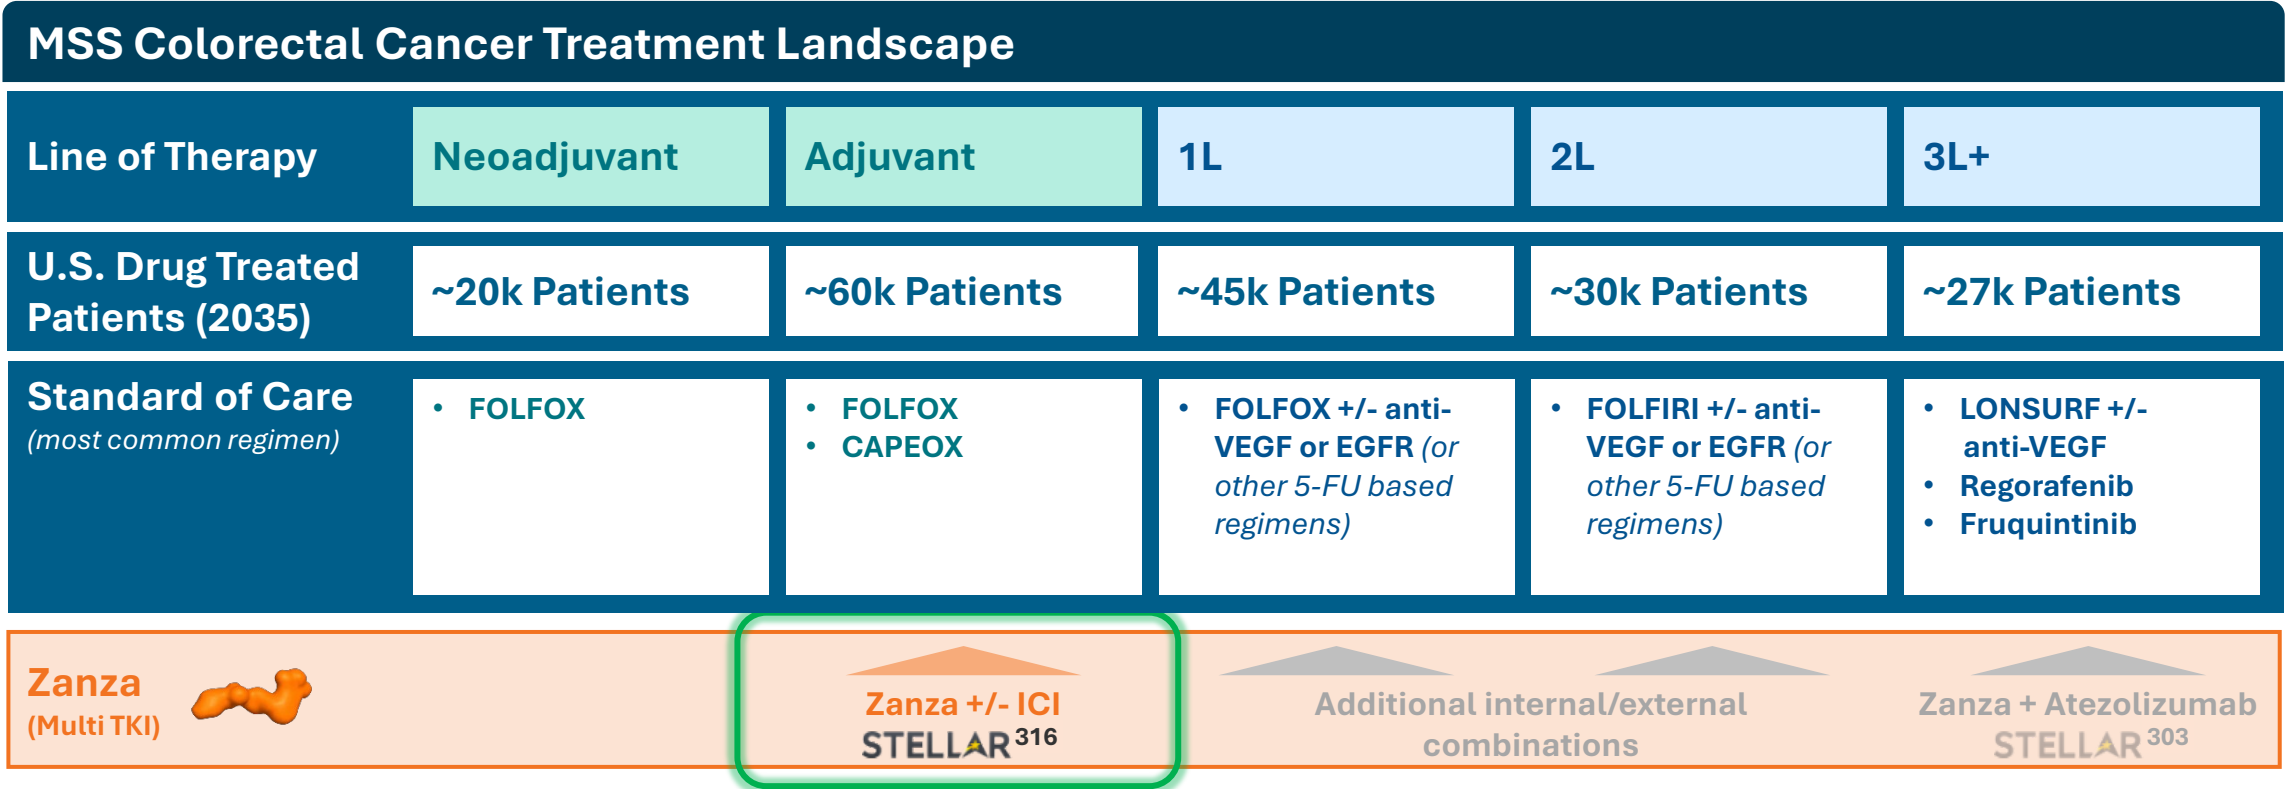 MSS Colorectal Cancer Treatment Landscape
Line of Therapy
Neoadjuvant
Adjuvant
1L
2L
3L+
U.S. Drug Treated
Patients (2035)
~20k Patients
~60k Patients
~45k Patients
~30k Patients
~27k Patients
Standard of Care
(most common regimen)
• FOLFOX
• FOLFOX
• CAPEOX
• FOLFOX +/- anti-
VEGF or EGFR (or
other 5-FU based
regimens)
• FOLFIRI +/- anti-
VEGF or EGFR (or
other 5-FU based
regimens)
• LONSURF +/-
anti-VEGF
• Regorafenib
• Fruquintinib
Zanza
(Multi TKI)
Zanza +/- ICI
STELLAR 316
Additional internal/external
combinations
Zanza + Atezolizumab
STELLAR 303